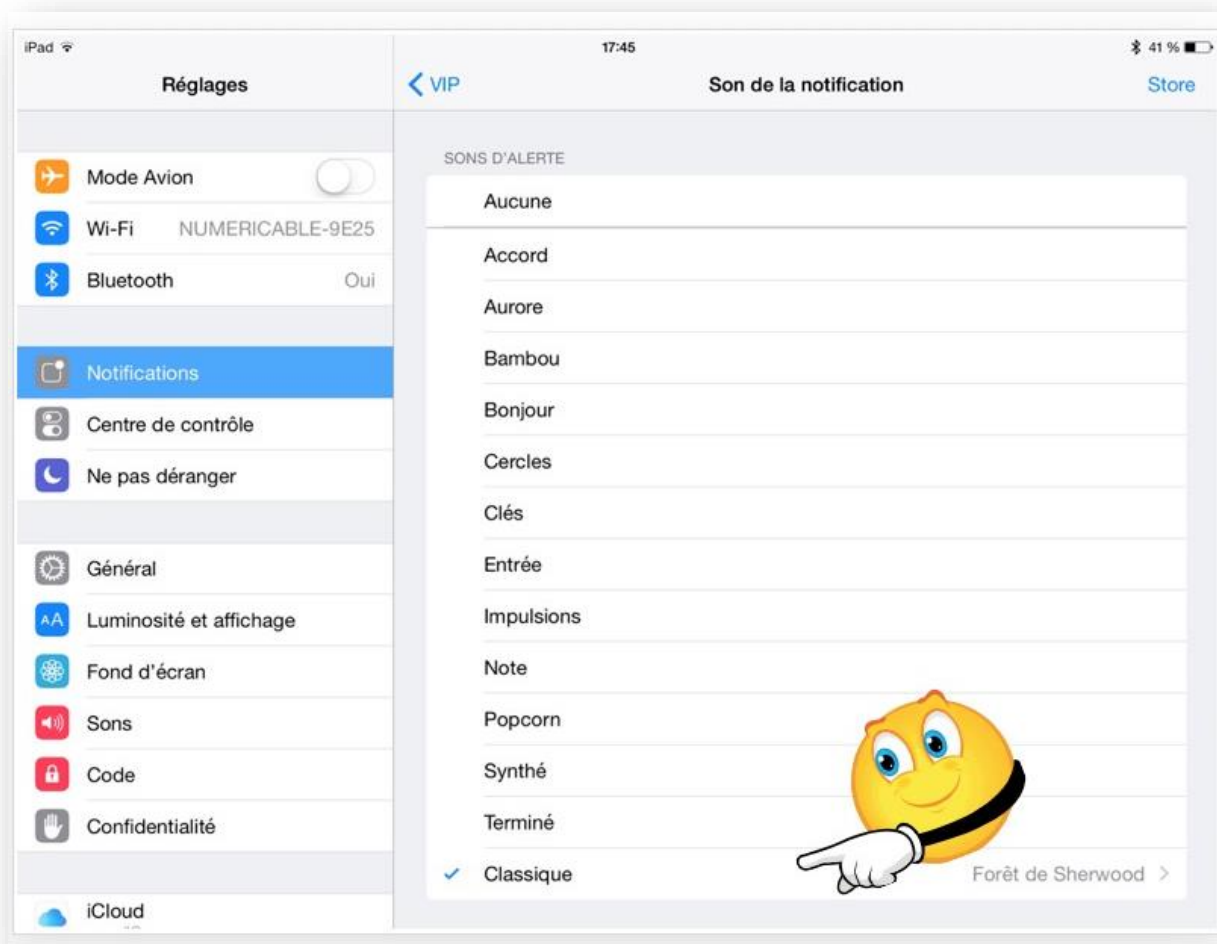 iPad 17:45 41 %
Réglages
VIP Son de la notification Store
Mode Avion
Wi-Fi NUMERICABLE-9E25
Bluetooth Oui
Notifications
Centre de contrôle
Ne pas déranger
Général
AA Luminosité et affichage
Fond d'écran
Sons
Code
Confidentialité
iCloud
SONS D'ALERTE
Aucune
Accord
Aurore
Bambou
Bonjour
Cercles
Clés
Entrée
Impulsions
Note
Popcorn
Synthé
Terminé
Classique Forêt de Sherwood